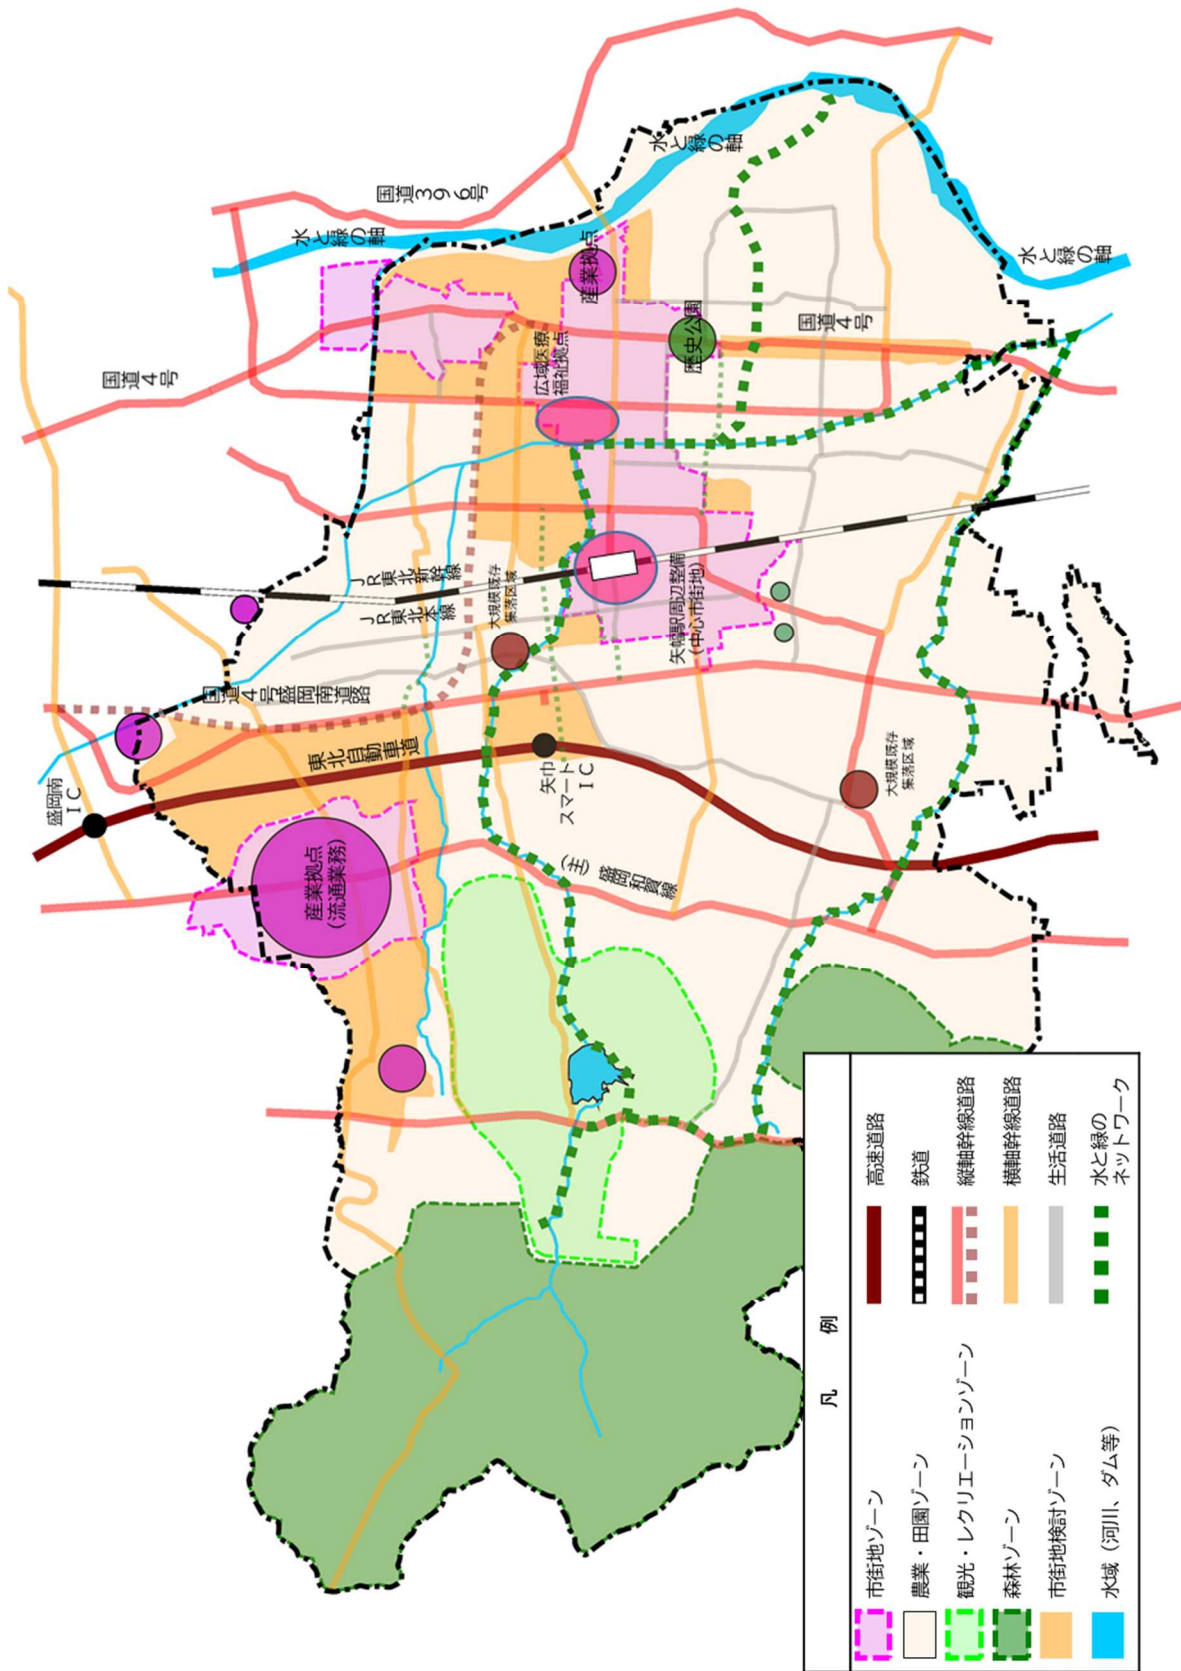 盛岡南
ＩＣ
国道４号
国道４号盛岡南道路
東北自動車道
産業拠点
(流通業務)
ＪＲ東北新幹線
ＪＲ東北本線
大規模既存
集落区域
矢巾
スマート
ＩＣ
(主)盛岡和賀線
国道３９６号
水と緑の軸
水と緑の軸
産業拠点
広域医療
福祉拠点
歴史公園
国道４号
矢幅駅周辺整備
(中心市街地)
大規模既存
集落区域
水と緑の軸
凡例
市街地ゾーン
農業・田園ゾーン
観光・レクリエーションゾーン
森林ゾーン
市街地検討ゾーン
水域（河川、ダム等）
高速道路
鉄道
縦軸幹線道路
横軸幹線道路
生活道路
水と緑の
ネットワーク